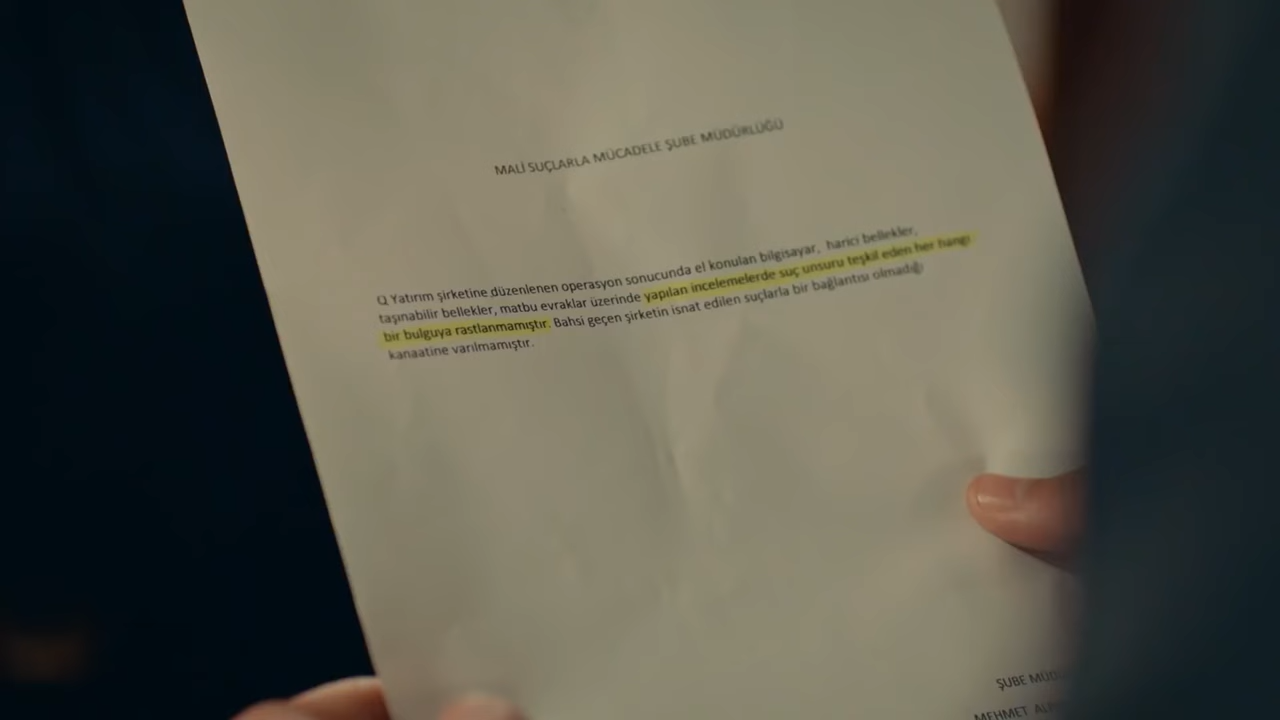 MALİ SUÇLARLA MÜCADELE ŞUBE MÜDÜRLÜĞÜ
Q Yatırım şirketine düzenlenen operasyon sonucunda el konulan bilgisayar, harici bellekler,
taşınabilir bellekler, matbu evraklar üzerinde yapılan incelemelerde suç unsuru teşkil eden her hangi
bir bulguya rastlanmamıştır. Bahsi geçen şirketin isnat edilen suçlarla bir bağlantısı olmadığı
kanaatine varılmamıştır.
ŞUBE
MEHMET